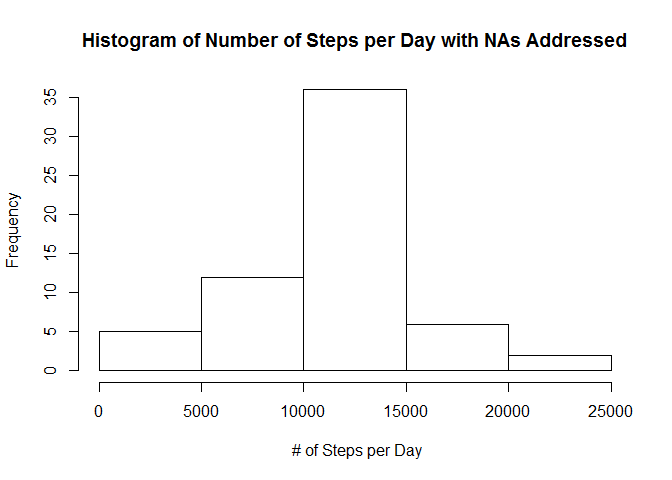 Histogram of Number of Steps per Day with NAs Addressed
Frequency
35
30
25
20
15
10
5
0
0 5000 10000 15000 20000 25000
# of Steps per Day